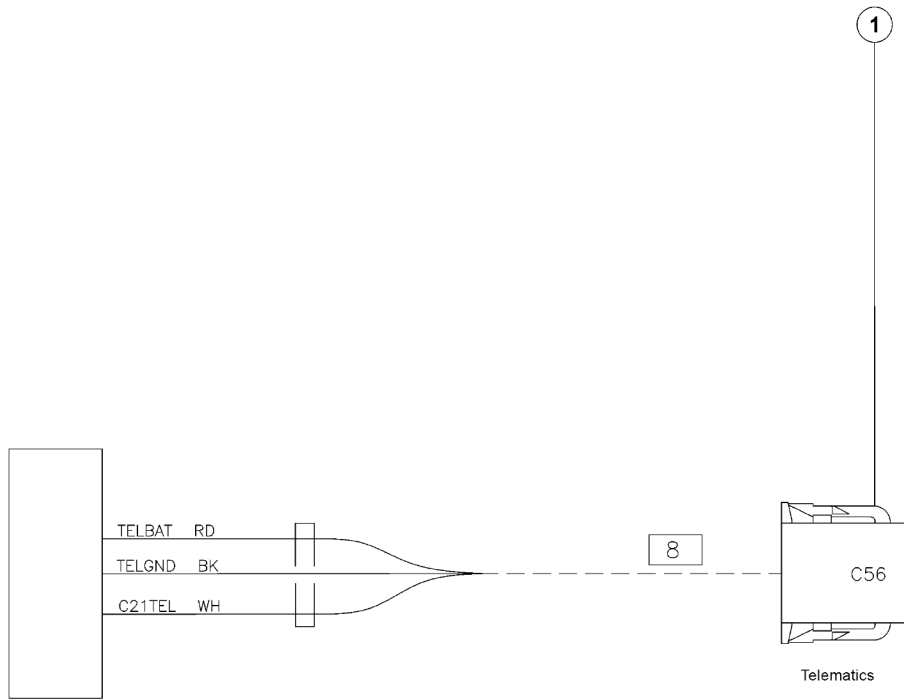 1
TELBAT RD
TELGND BK
C21TEL WH
8
C56
Telematics